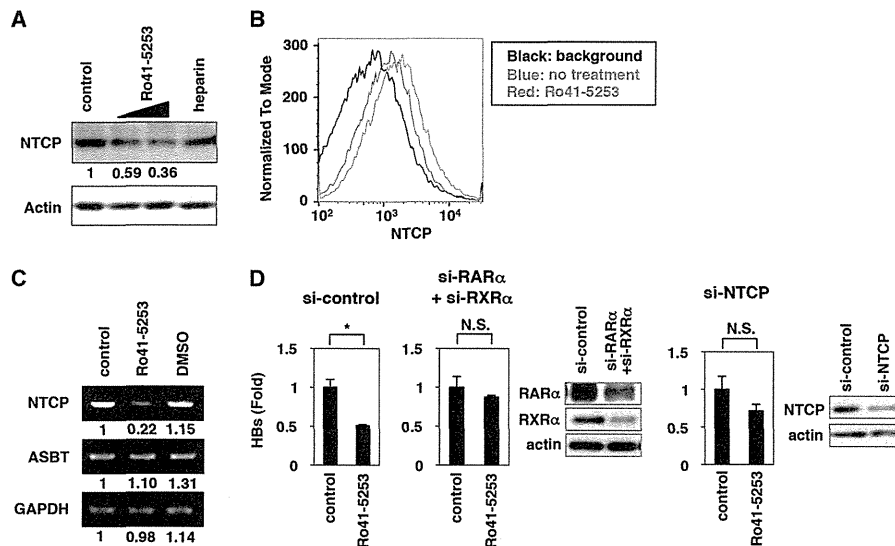 A
control
Ro41-5253
heparin
NTCP
1 0.59 0.36
Actin
B
Normalized To Mode
300
200
100
0
10²
10³
10⁴
NTCP
Black: background
Blue: no treatment
Red: Ro41-5253
C
control
Ro41-5253
DMSO
NTCP
1 0.22 1.15
ASBT
1 1.10 1.31
GAPDH
1 0.98 1.14
D
si-control
*
HBs (Fold)
1.5
1
0.5
0
control
Ro41-5253
si-RARα
+ si-RXRα
N.S.
1.5
1
0.5
0
control
Ro41-5253
si-control
si-RARα
+si-RXRα
RARα
RXRα
actin
si-NTCP
N.S.
1.5
1
0.5
0
control
Ro41-5253
si-control
si-NTCP
NTCP
actin